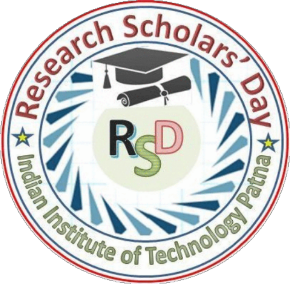 Research Scholars' Day
RSD
Indian Institute of Technology Patna